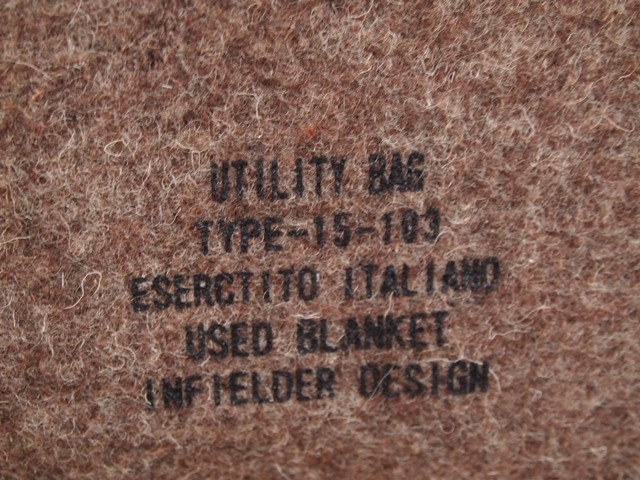 UTILITY BAG
TYPE-15-103
ESERCTITO ITALIANO
USED BLANKET
INFIELDER DESIGN